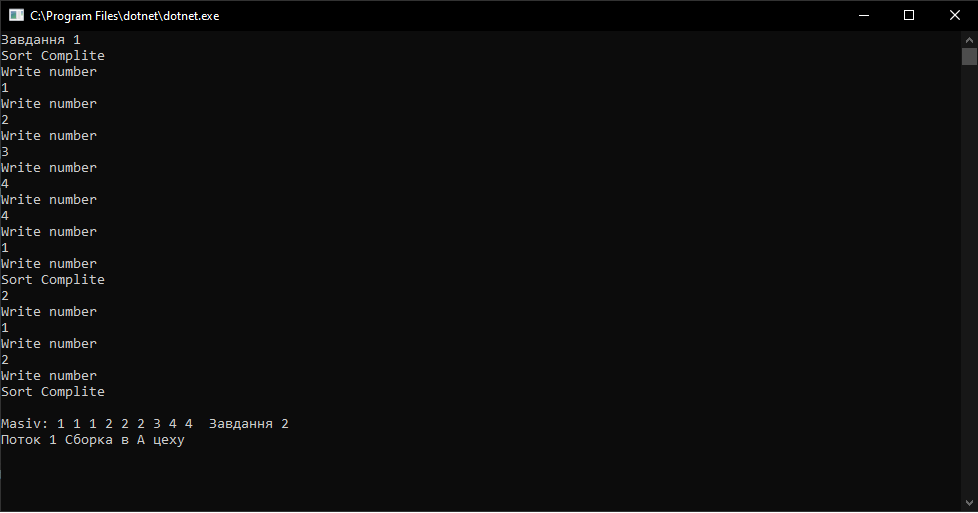 C:\Program Files\dotnet\dotnet.exe
Завдання 1
Sort Complite
Write number
1
Write number
2
Write number
3
Write number
4
Write number
4
Write number
1
Write number
Sort Complite
2
Write number
1
Write number
2
Write number
Sort Complite
Masiv: 1 1 1 2 2 2 3 4 4  Завдання 2
Поток 1 Сборка в А цеху